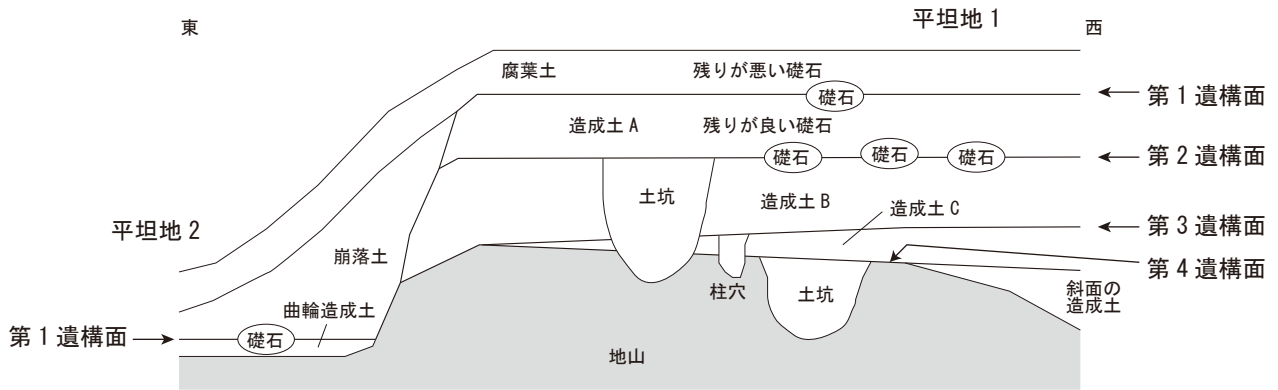 東
平坦地 1
西
腐葉土
残りが悪い礎石
礎石
第 1 遺構面
造成土 A
残りが良い礎石
礎石
礎石
礎石
第 2 遺構面
土坑
造成土 B
造成土 C
平坦地 2
第 3 遺構面
崩落土
第 4 遺構面
柱穴
土坑
斜面の
造成土
曲輪造成土
第 1 遺構面
礎石
地山